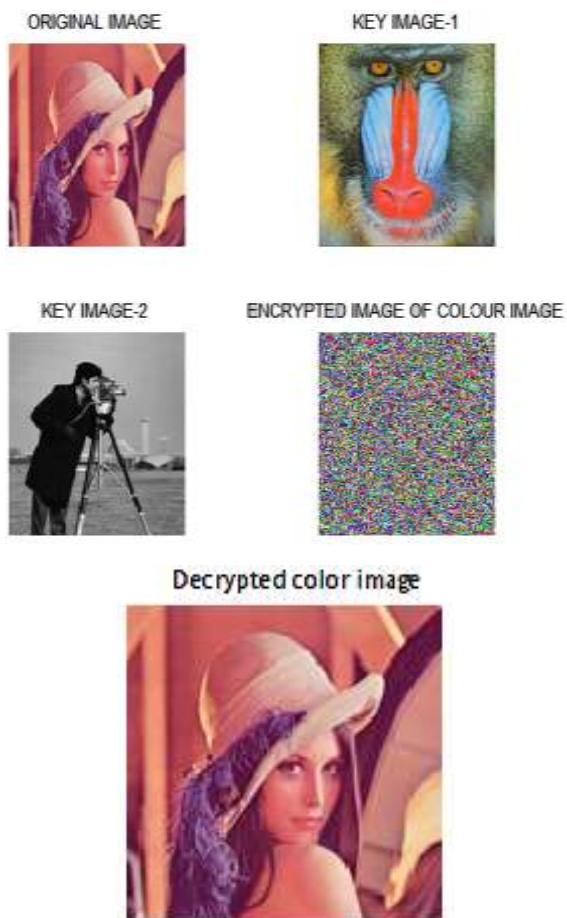 ORIGINAL IMAGE
KEY IMAGE-1
KEY IMAGE-2
ENCRYPTED IMAGE OF COLOUR IMAGE
Decrypted color image